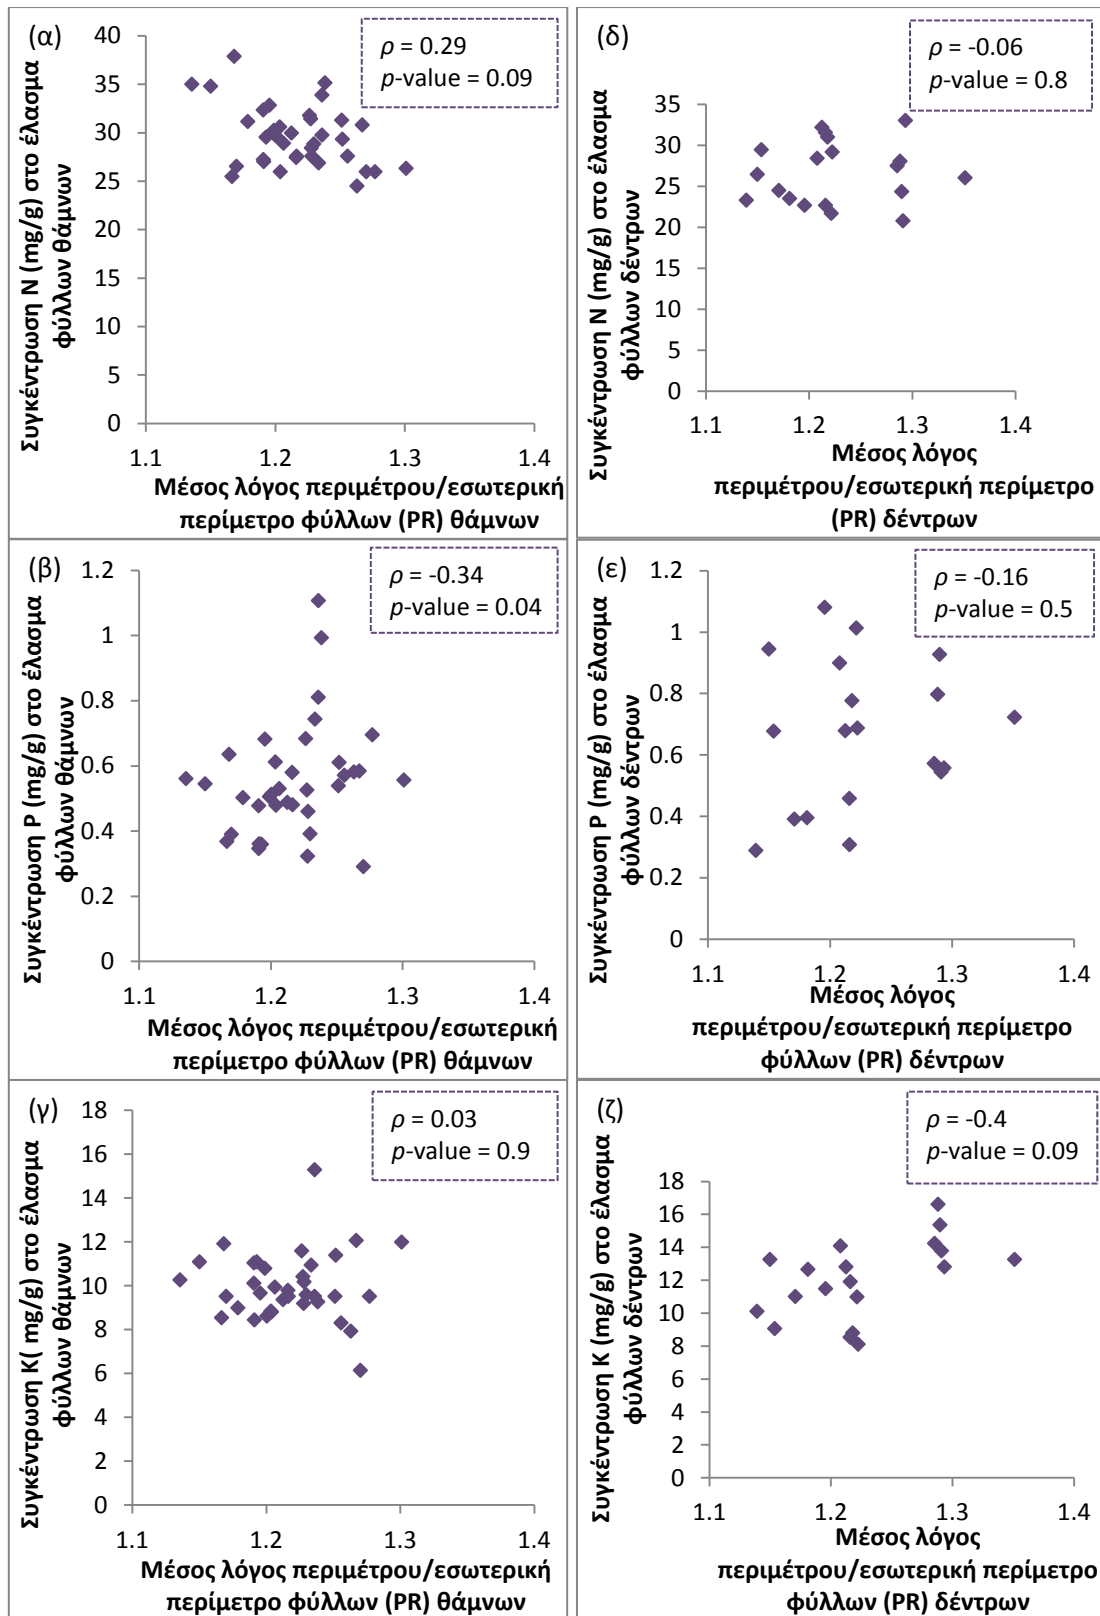 (α)
ρ = 0.29
p-value = 0.09
40
35
30
25
20
15
10
5
0
1.1 1.2 1.3 1.4
Συγκέντρωση N (mg/g) στο έλασμα
φύλλων θάμνων
Μέσος λόγος περιμέτρου/εσωτερική
περίμετρο φύλλων (PR) θάμνων
(δ)
ρ = -0.06
p-value = 0.8
35
30
25
20
15
10
5
0
1.1 1.2 1.3 1.4
Συγκέντρωση N (mg/g) στο έλασμα
φύλλων δέντρων
Μέσος λόγος
περιμέτρου/εσωτερική περίμετρο
(PR) δέντρων
(β)
ρ = -0.34
p-value = 0.04
1.2
1
0.8
0.6
0.4
0.2
0
1.1 1.2 1.3 1.4
Συγκέντρωση P (mg/g) στο έλασμα
φύλλων θάμνων
Μέσος λόγος περιμέτρου/εσωτερική
περίμετρο φύλλων (PR) θάμνων
(ε)
ρ = -0.16
p-value = 0.5
1.2
1
0.8
0.6
0.4
0.2
0
1.1 1.2 1.3 1.4
Συγκέντρωση P (mg/g) στο έλασμα
φύλλων δέντρων
Μέσος λόγος
περιμέτρου/εσωτερική περίμετρο
φύλλων (PR) δέντρων
(γ)
ρ = 0.03
p-value = 0.9
18
16
14
12
10
8
6
4
2
0
1.1 1.2 1.3 1.4
Συγκέντρωση K( mg/g) στο έλασμα
φύλλων θάμνων
Μέσος λόγος περιμέτρου/εσωτερική
περίμετρο φύλλων (PR) θάμνων
(ζ)
ρ = -0.4
p-value = 0.09
18
16
14
12
10
8
6
4
2
0
1.1 1.2 1.3 1.4
Συγκέντρωση K (mg/g) στο έλασμα
φύλλων δέντρων
Μέσος λόγος
περιμέτρου/εσωτερική περίμετρο
φύλλων (PR) δέντρων